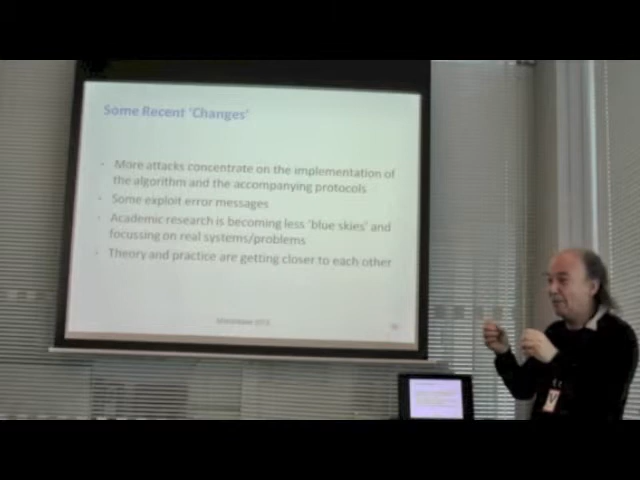 Some Recent 'Changes'
• More attacks concentrate on the implementation of
the algorithm and the accompanying protocols
• Some exploit error messages
• Academic research is becoming less 'blue skies' and
focussing on real systems/problems
• Theory and practice are getting closer to each other